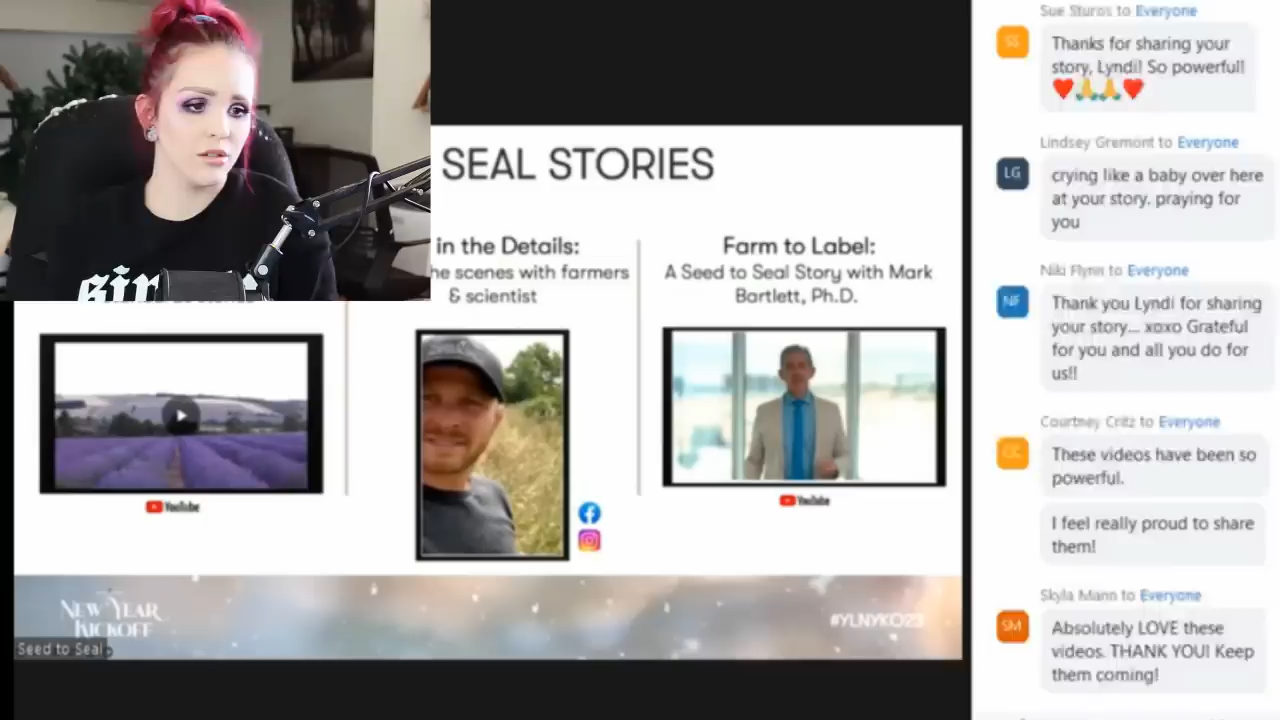 SEAL STORIES
in the Details:
he scenes with farmers
& scientist
Farm to Label:
A Seed to Seal Story with Mark
Bartlett, Ph.D.
YouTube
YouTube
NEW YEAR
KICKOFF
#YLNYKO23
Seed to Seal
Sue Sturos to Everyone
SS
Thanks for sharing your
story, Lyndi! So powerful!
❤️🙏🙏❤️
Lindsey Gremont to Everyone
LG
crying like a baby over here
at your story. praying for
you
Niki Flynn to Everyone
NF
Thank you Lyndi for sharing
your story... xoxo Grateful
for you and all you do for
us!!
Courtney Critz to Everyone
CC
These videos have been so
powerful.
I feel really proud to share
them!
Skyla Mann to Everyone
SM
Absolutely LOVE these
videos. THANK YOU! Keep
them coming!